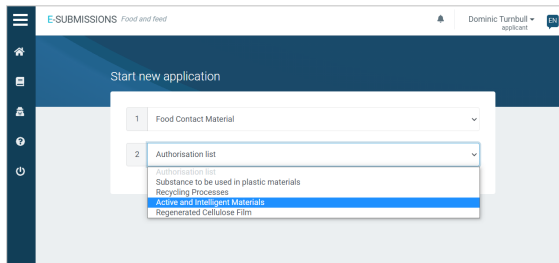 E-SUBMISSIONS Food and feed
Dominic Turnbull
applicant
EN
Start new application
1 Food Contact Material
2 Authorisation list
Authorisation list
Substance to be used in plastic materials
Recycling Processes
Active and Intelligent Materials
Regenerated Cellulose Film